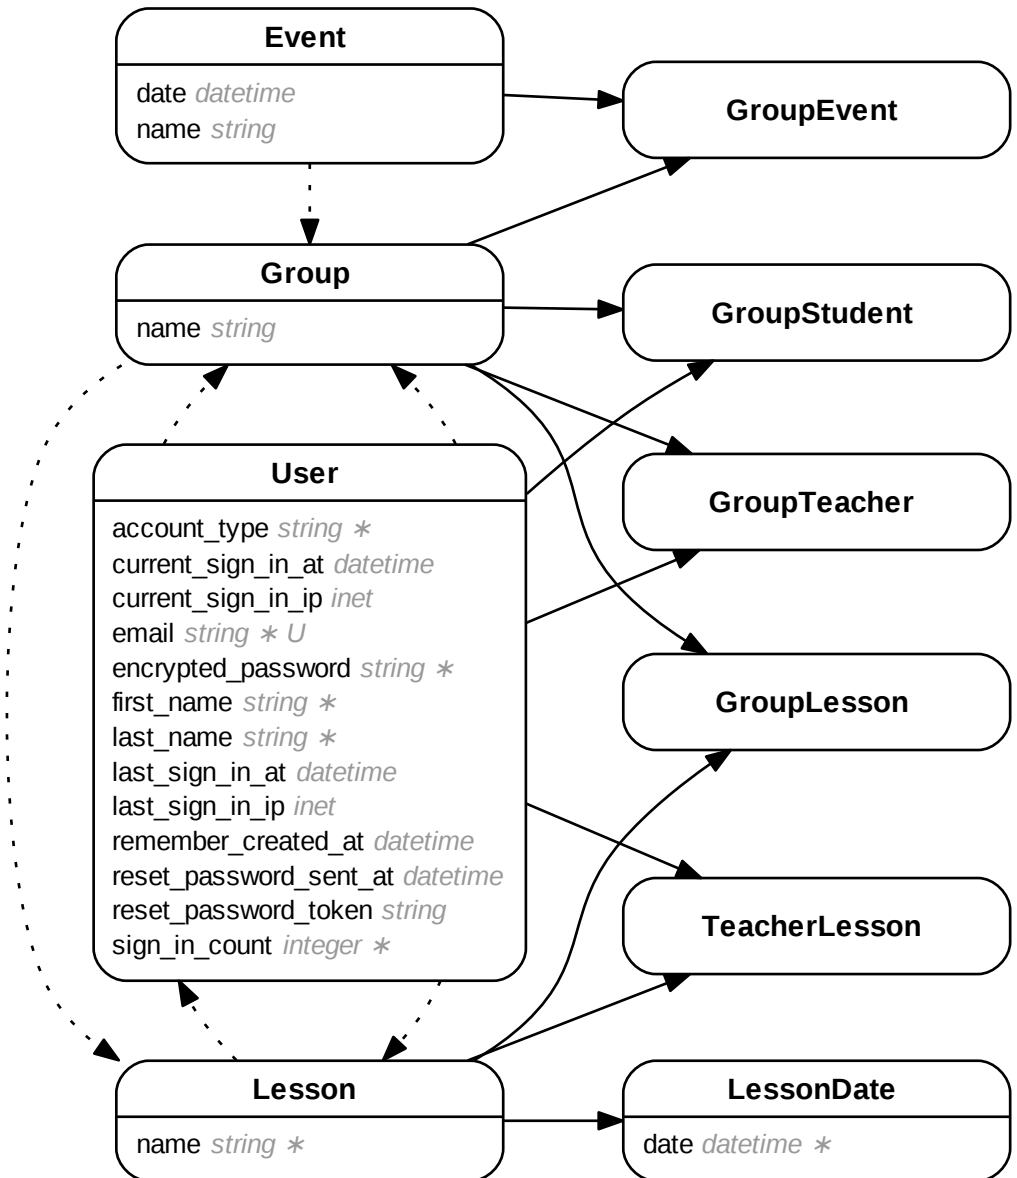 Event
date datetime
name string
GroupEvent
Group
name string
GroupStudent
User
account_type string ∗
current_sign_in_at datetime
current_sign_in_ip inet
email string ∗ U
encrypted_password string ∗
first_name string ∗
last_name string ∗
last_sign_in_at datetime
last_sign_in_ip inet
remember_created_at datetime
reset_password_sent_at datetime
reset_password_token string
sign_in_count integer ∗
GroupTeacher
GroupLesson
TeacherLesson
Lesson
name string ∗
LessonDate
date datetime ∗